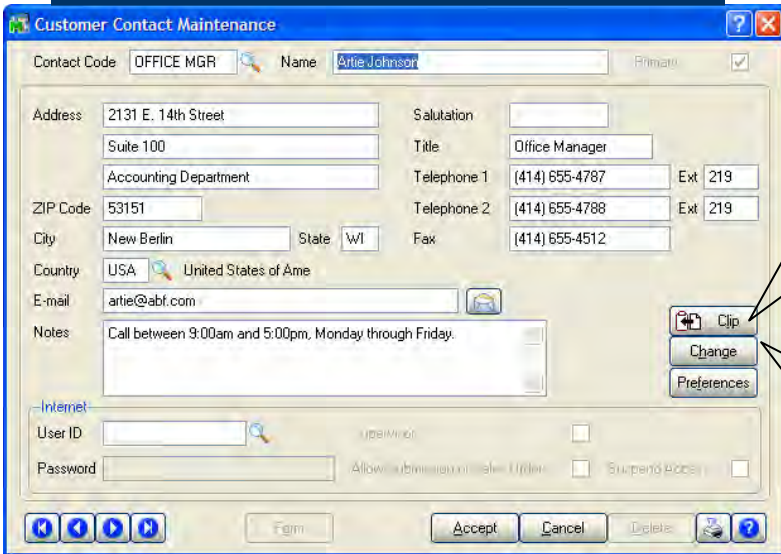 Customer Contact Maintenance
Contact Code OFFICE MGR Name Artie Johnson Primary
Address 2131 E. 14th Street Salutation
Suite 100 Title Office Manager
Accounting Department Telephone 1 (414) 655-4787 Ext 219
ZIP Code 53151 Telephone 2 (414) 655-4788 Ext 219
City New Berlin State WI Fax (414) 655-4512
Country USA United States of Ame
E-mail artie@abf.com
Notes Call between 9:00am and 5:00pm, Monday through Friday.
Clip
Change
Preferences
Internet
User ID Supervisor
Password Allow submission of Sales Orders Suspend Access
Form Accept Cancel Delete